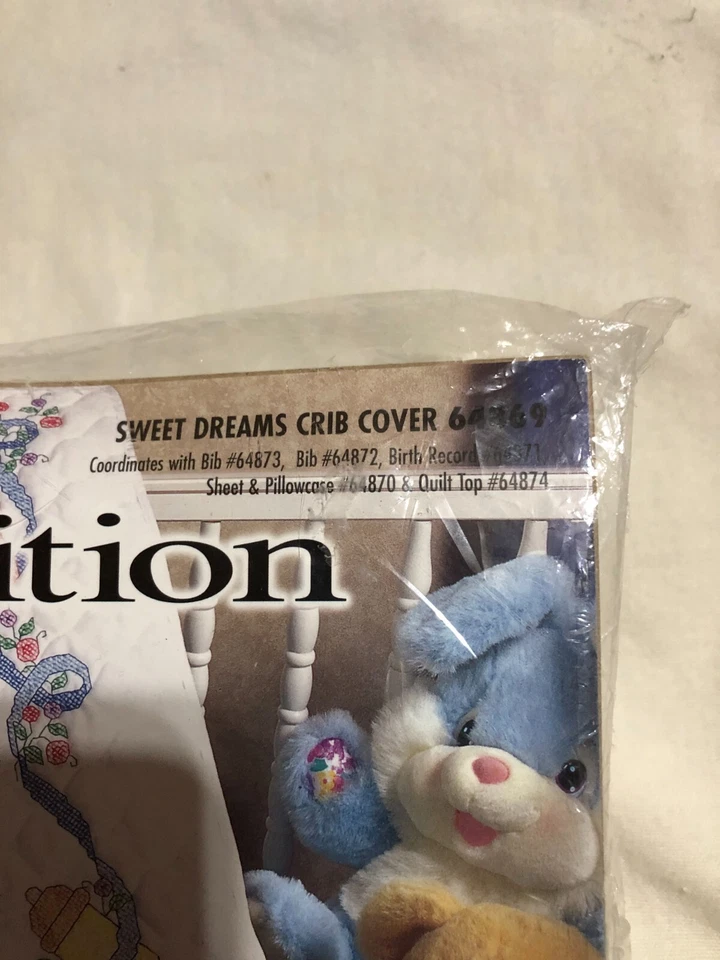 SWEET DREAMS CRIB COVER 64869
Coordinates with Bib #64873, Bib #64872, Birth Record
Sheet & Pillowcase #64870 & Quilt Top #64874
ition